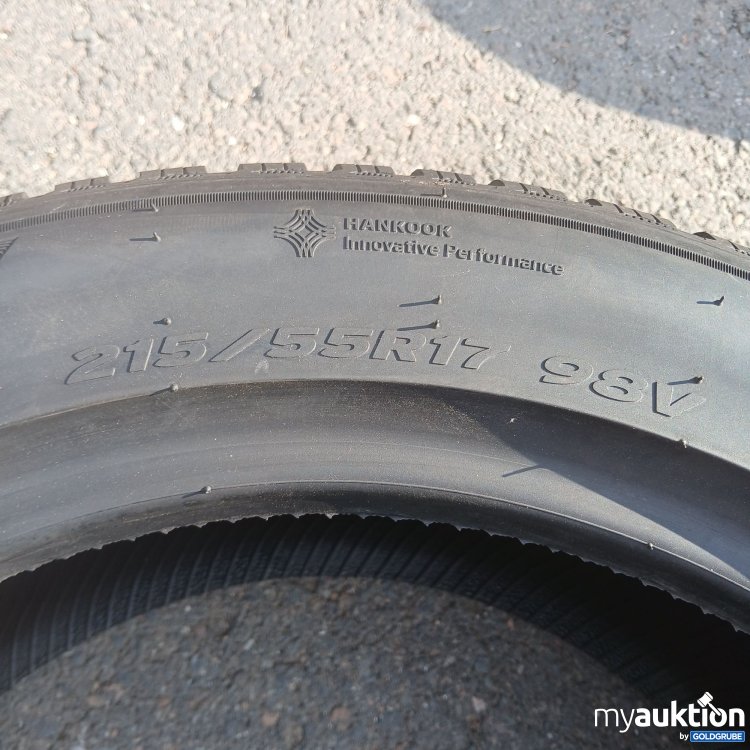 HANKOOK
Innovative Performance
215/55R17 98V
myauktion
by GOLDGRUBE